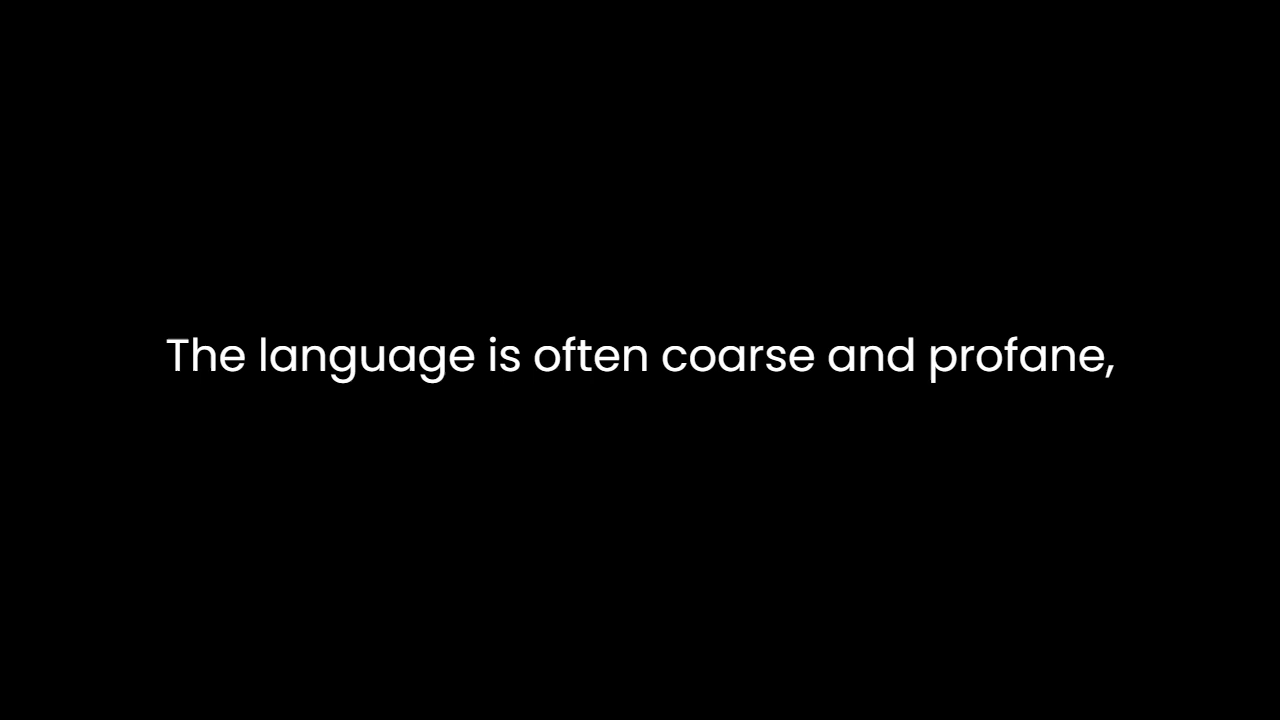 The language is often coarse and profane,